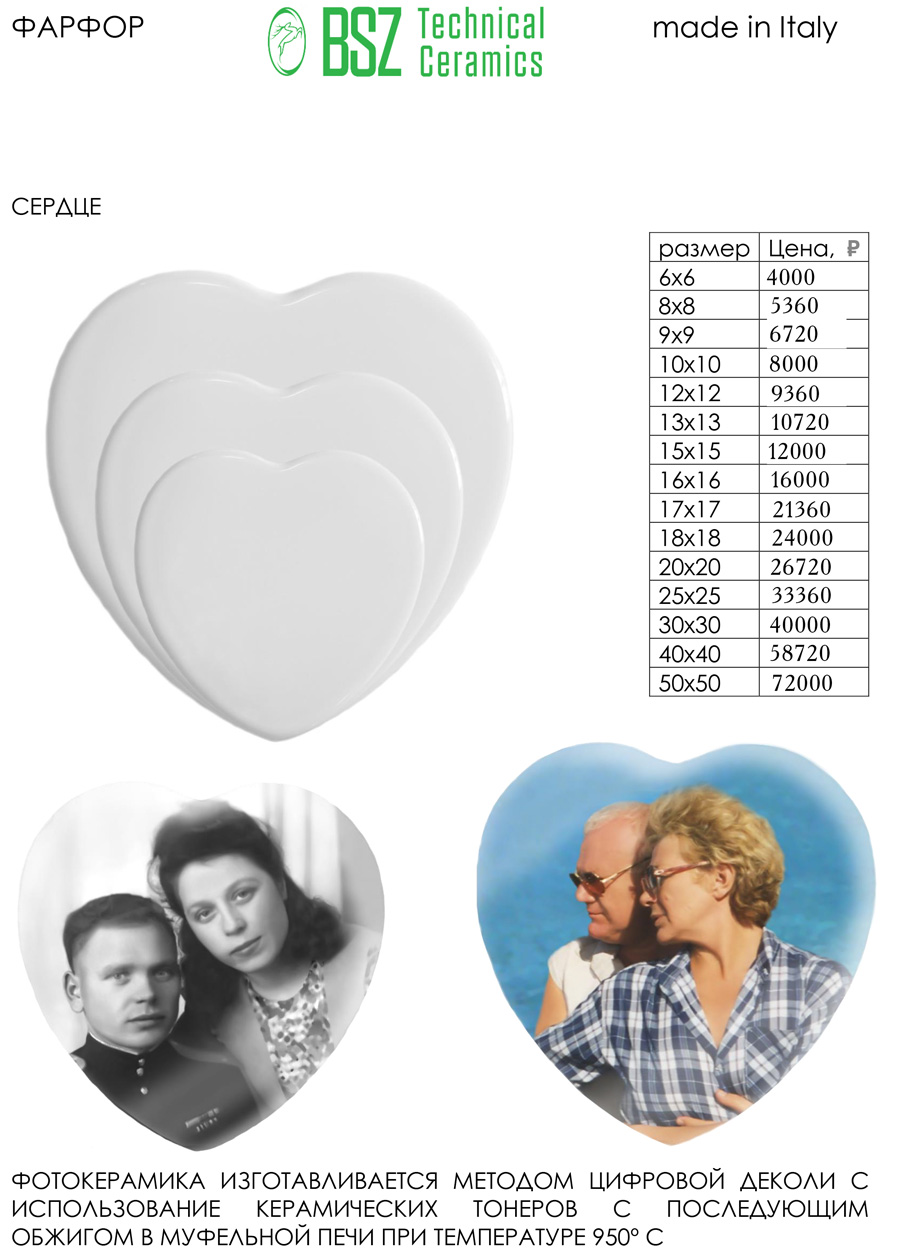 ФАРФОР
BSZ Technical Ceramics
made in Italy
СЕРДЦЕ
размер Цена, ₽
6х6 4000
8х8 5360
9х9 6720
10х10 8000
12х12 9360
13х13 10720
15х15 12000
16х16 16000
17х17 21360
18х18 24000
20х20 26720
25х25 33360
30х30 40000
40х40 58720
50х50 72000
ФОТОКЕРАМИКА ИЗГОТАВЛИВАЕТСЯ МЕТОДОМ ЦИФРОВОЙ ДЕКОЛИ С
ИСПОЛЬЗОВАНИЕ КЕРАМИЧЕСКИХ ТОНЕРОВ С ПОСЛЕДУЮЩИМ
ОБЖИГОМ В МУФЕЛЬНОЙ ПЕЧИ ПРИ ТЕМПЕРАТУРЕ 950° С